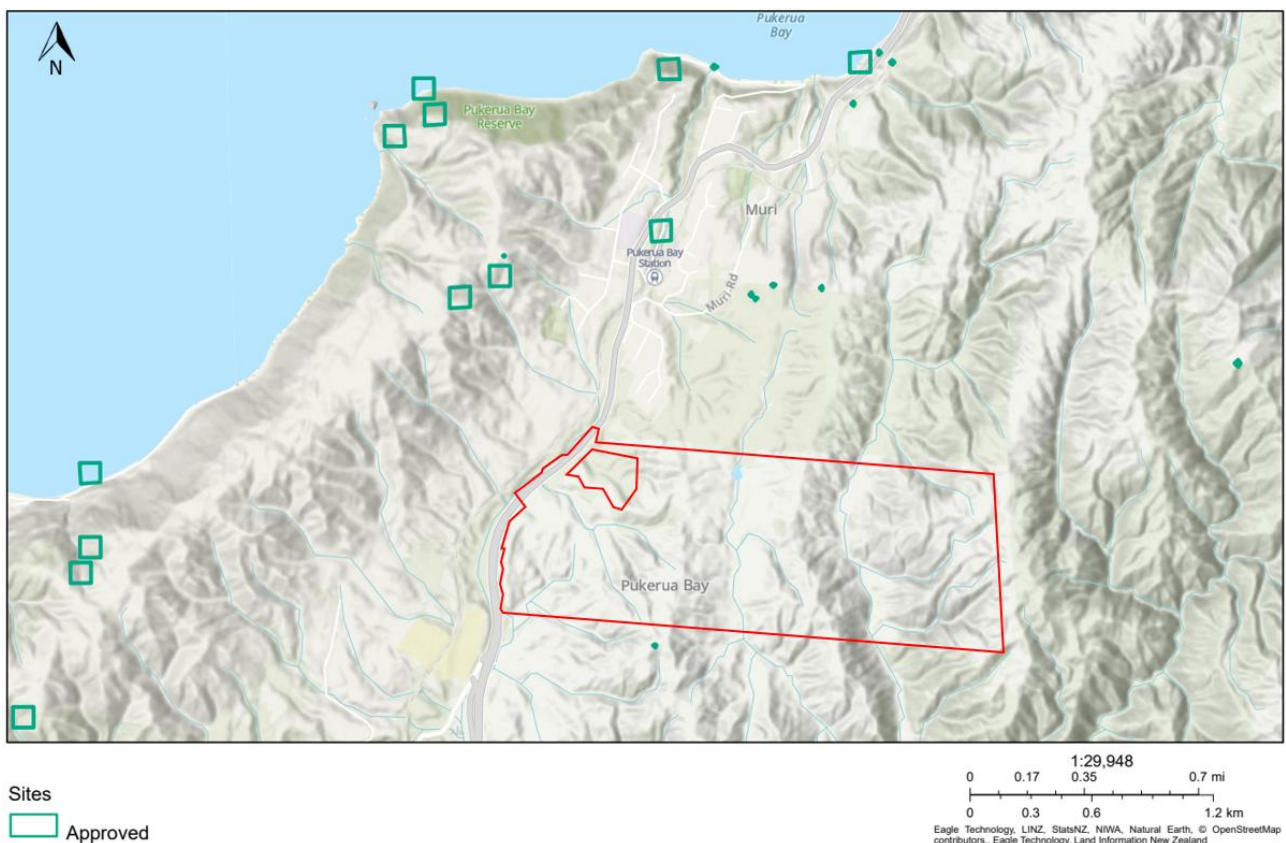 Pukerua
Bay
N
Pukerua Bay
Reserve
Muri
Pukerua Bay
Station
Muri Rd
Pukerua Bay
1:29,948
0 0.17 0.35 0.7 mi
0 0.3 0.6 1.2 km
Sites
Approved
Eagle Technology, LINZ, StatsNZ, NIWA, Natural Earth, © OpenStreetMap
contributors., Eagle Technology, Land Information New Zealand